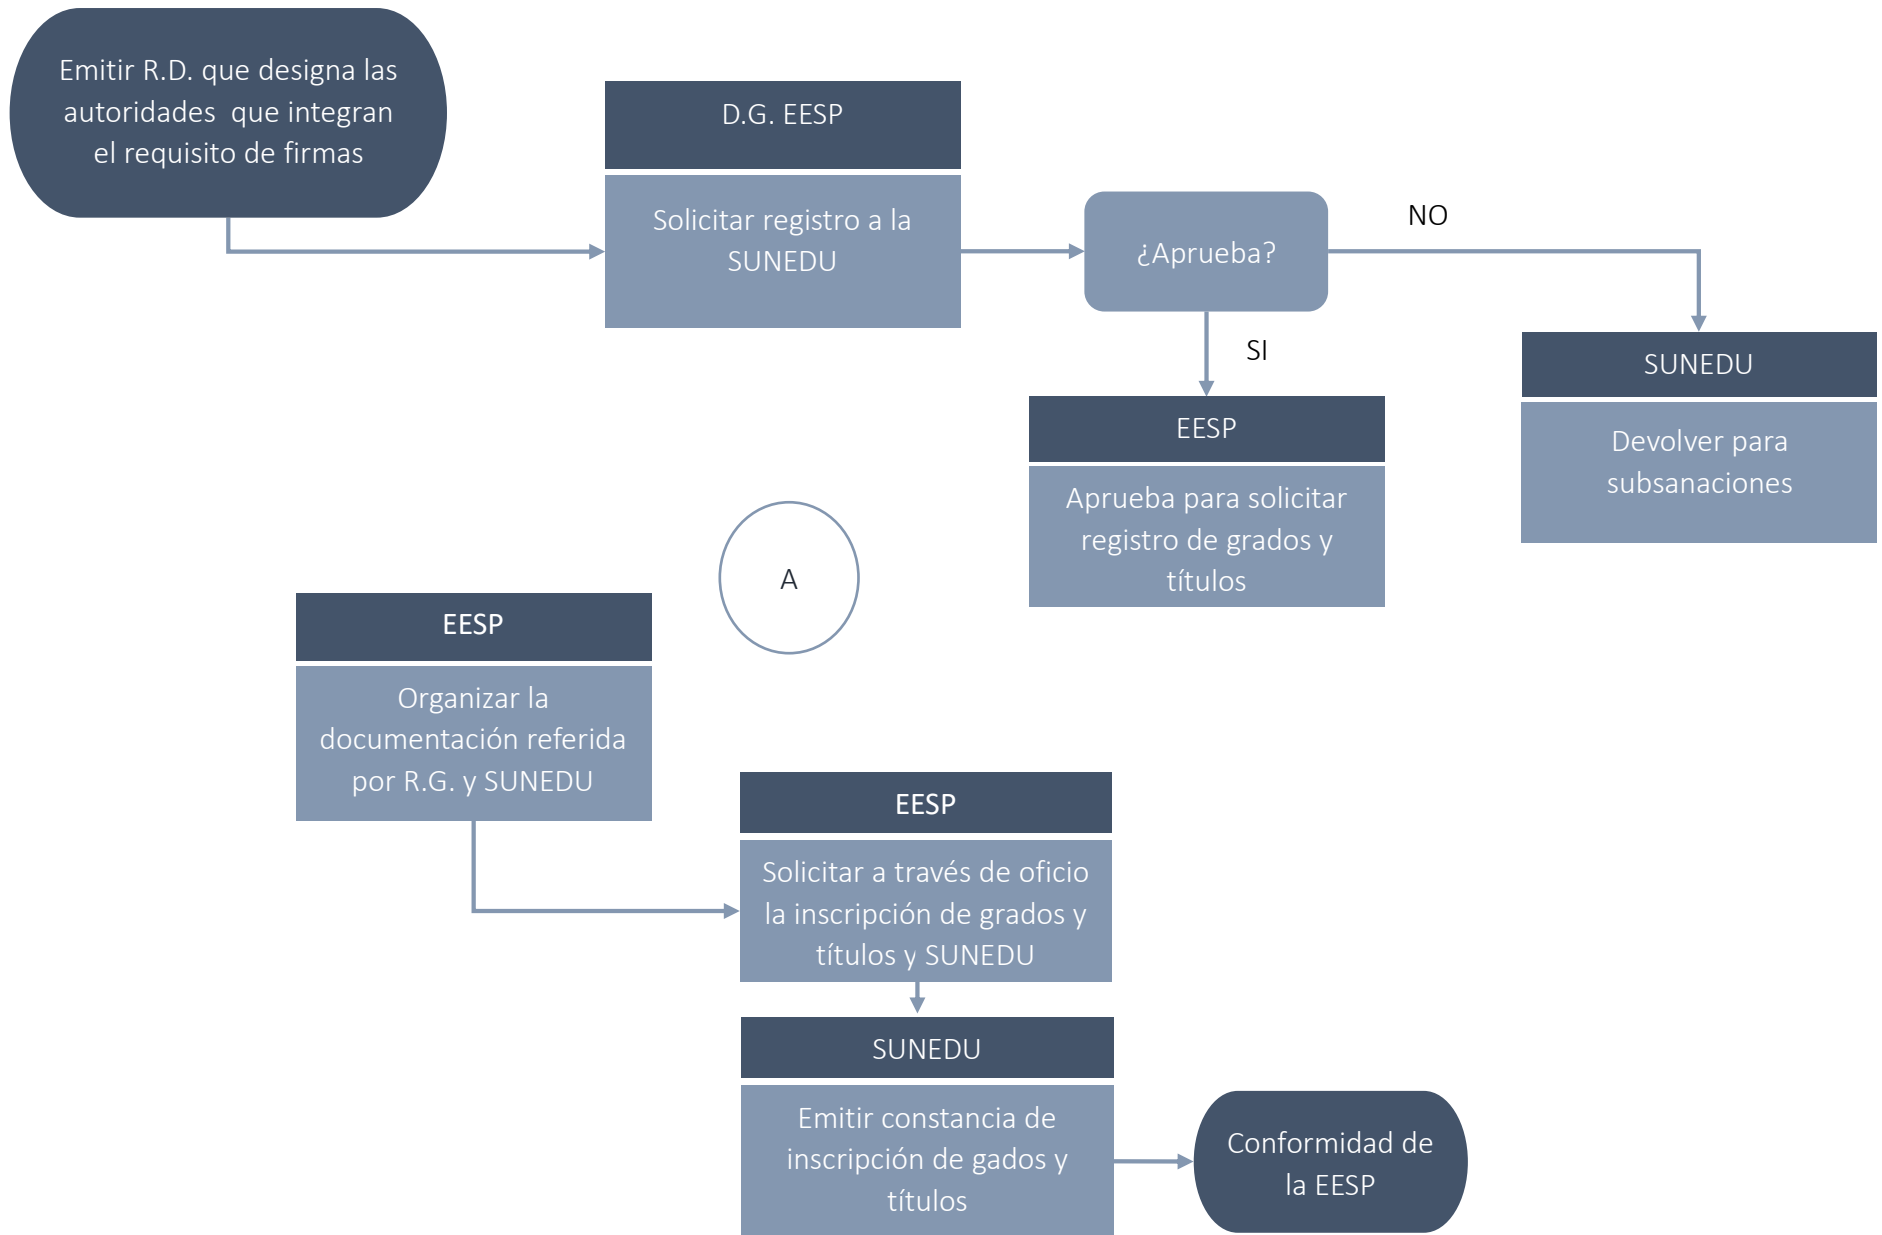 Emitir R.D. que designa las
autoridades que integran
el requisito de firmas
D.G. EESP
Solicitar registro a la
SUNEDU
¿Aprueba?
NO
SI
SUNEDU
Devolver para
subsanaciones
EESP
Aprueba para solicitar
registro de grados y
títulos
A
EESP
Organizar la
documentación referida
por R.G. y SUNEDU
EESP
Solicitar a través de oficio
la inscripción de grados y
títulos y SUNEDU
SUNEDU
Emitir constancia de
inscripción de gados y
títulos
Conformidad de
la EESP